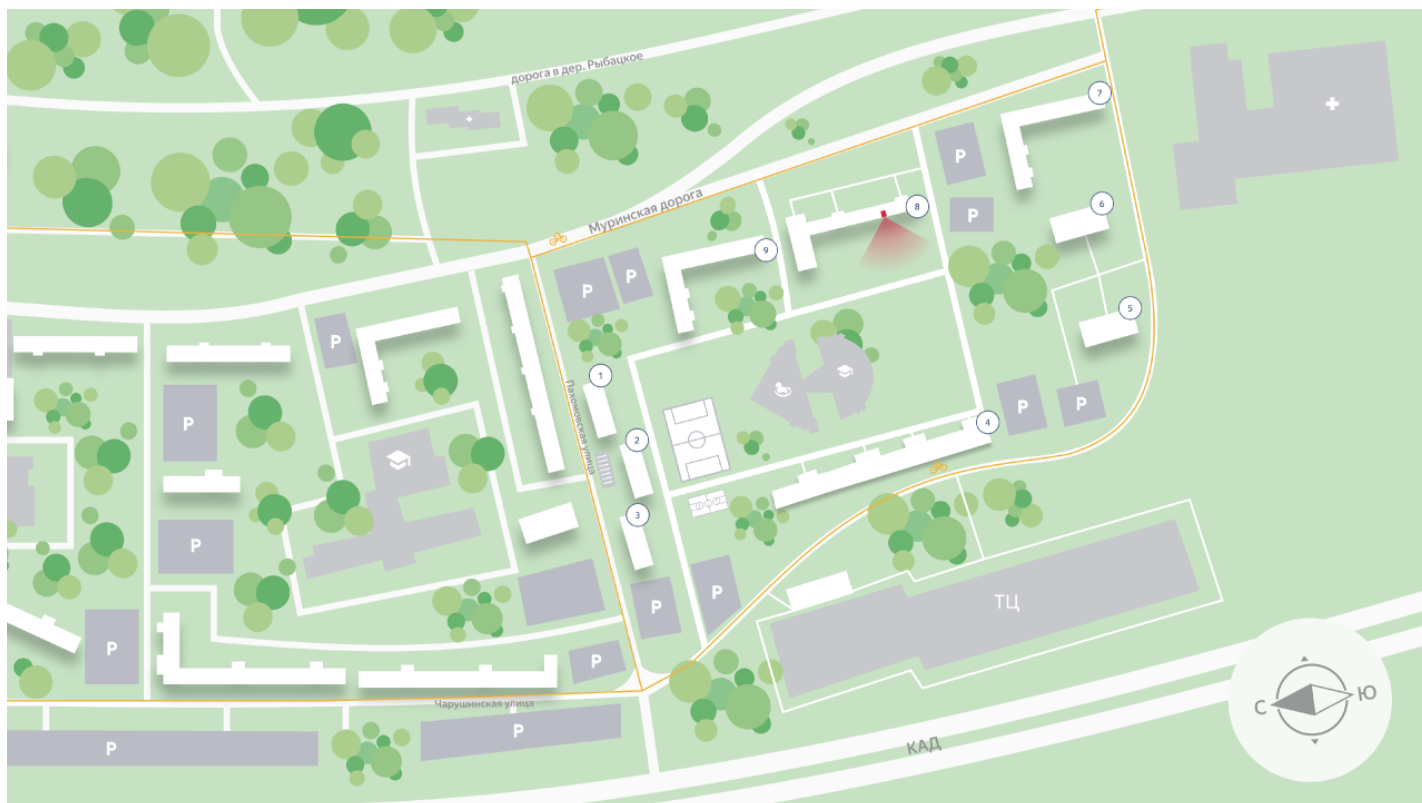 дорога в дер. Рыбацкое
7
P
Муринская дорога
8
6
P
9
P
P
5
P
1
Пахомовская улица
P
P
4
P
2
3
P
P
P
ТЦ
P
P
С
Ю
Чарушинская улица
P
P
КАД